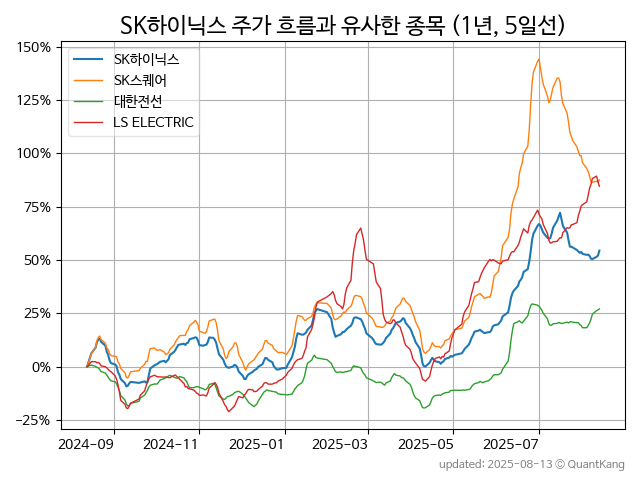 SK하이닉스 주가 흐름과 유사한 종목 (1년, 5일선)
150%
125%
100%
75%
50%
25%
0%
−25%
SK하이닉스
SK스퀘어
대한전선
LS ELECTRIC
2024-09
2024-11
2025-01
2025-03
2025-05
2025-07
updated: 2025-08-13 © QuantKang